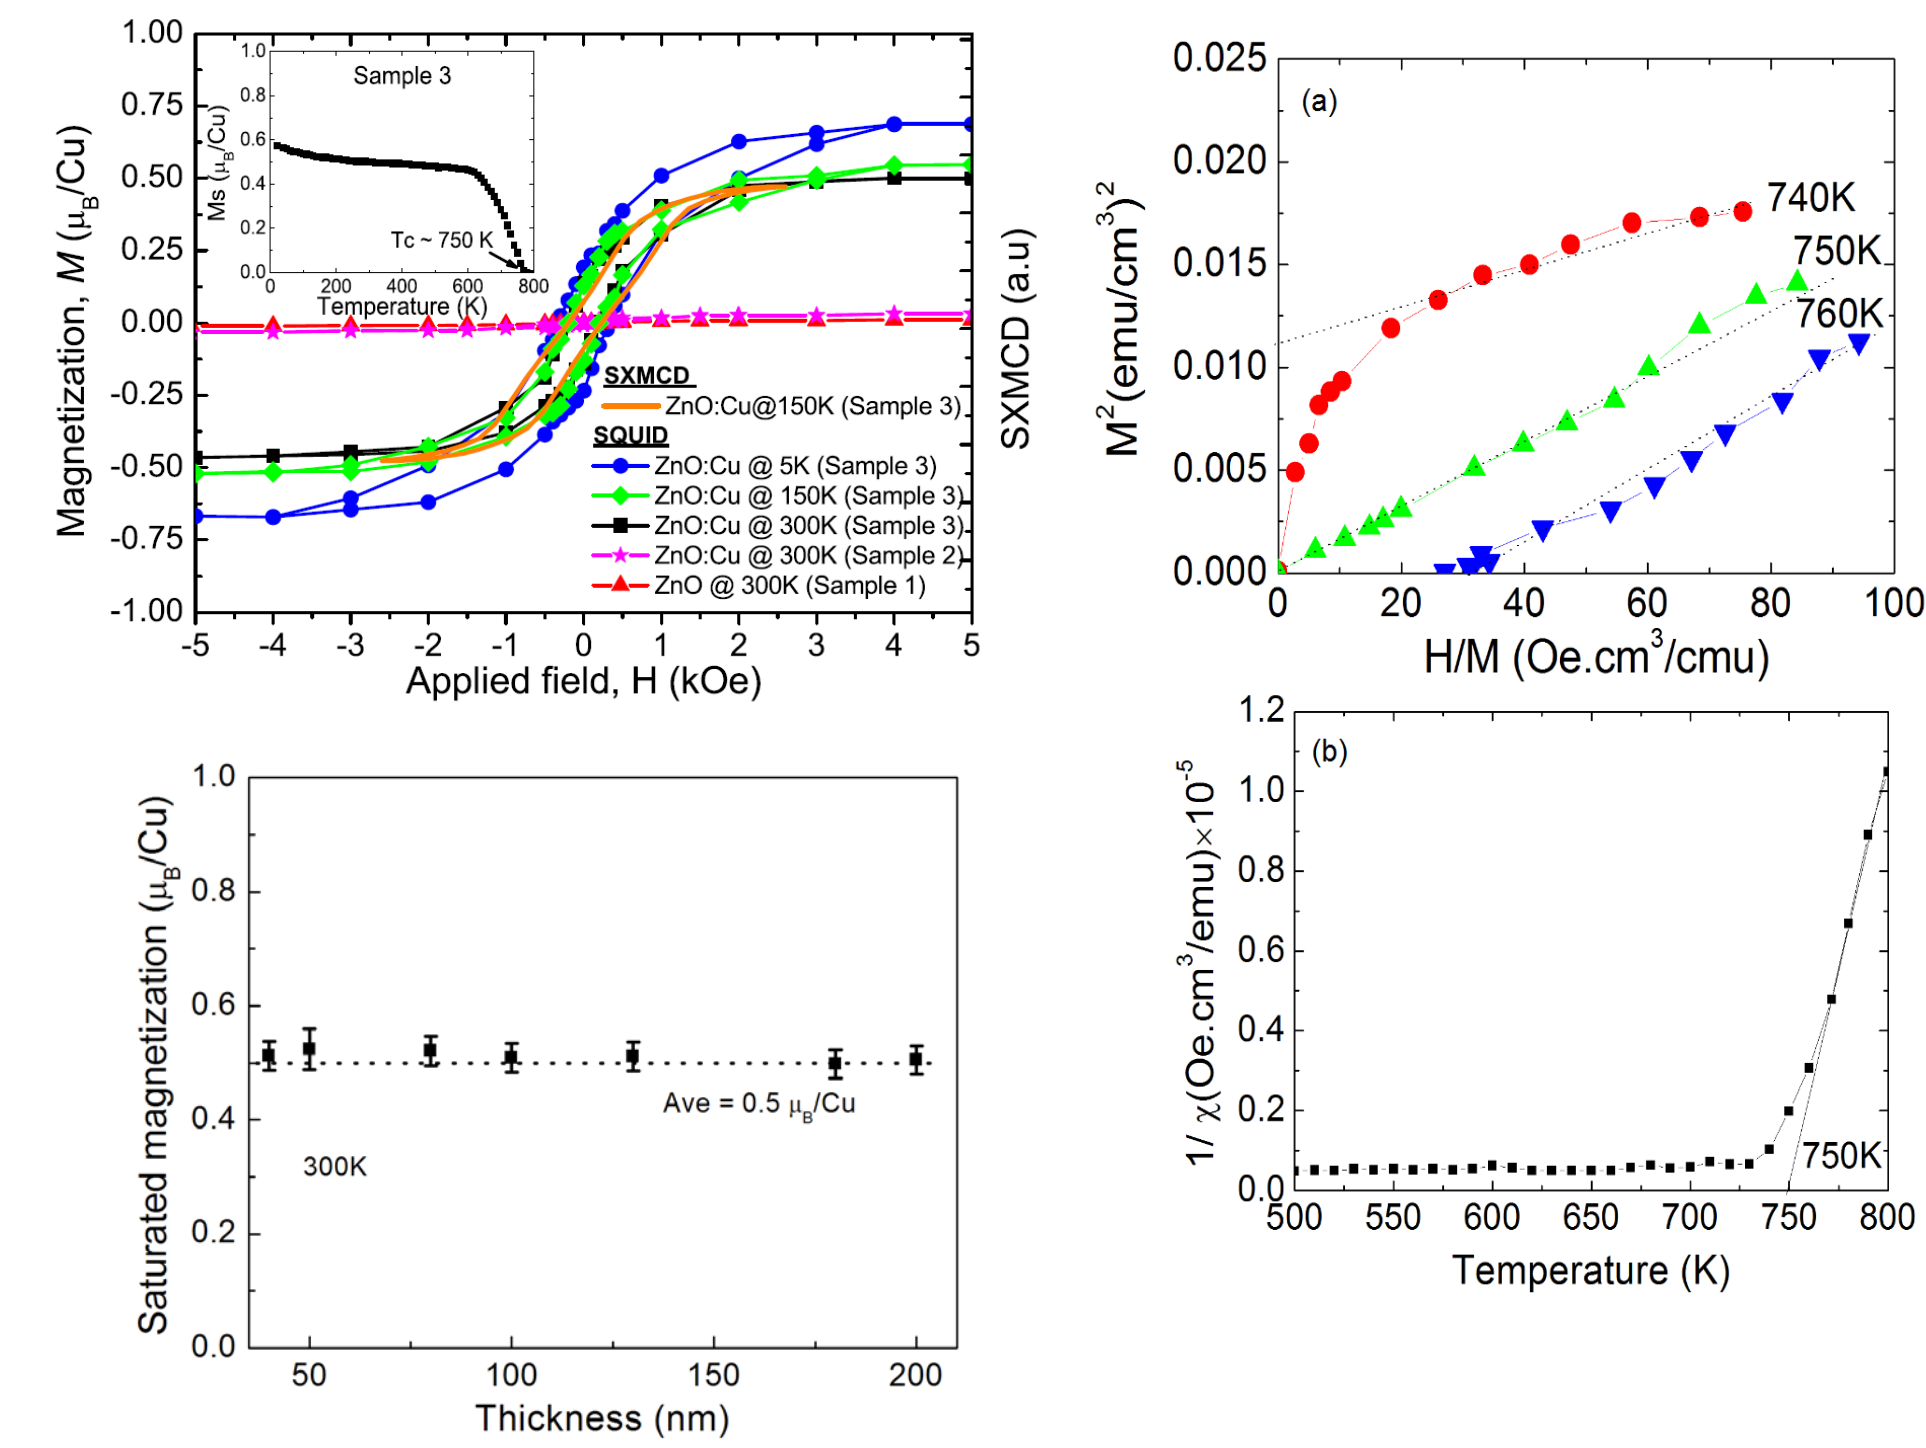 1.00
0.75
0.50
0.25
0.00
-0.25
-0.50
-0.75
-1.00
Magnetization, M (μB/Cu)
-5 -4 -3 -2 -1 0 1 2 3 4 5
Applied field, H (kOe)
SXMCD (a.u)
1.0
0.8
0.6
0.4
0.2
0.0
Ms (μB/Cu)
Sample 3
Tc ~ 750 K
0 200 400 600 800
Temperature (K)
SXMCD
ZnO:Cu@150K (Sample 3)
SQUID
ZnO:Cu @ 5K (Sample 3)
ZnO:Cu @ 150K (Sample 3)
ZnO:Cu @ 300K (Sample 3)
ZnO:Cu @ 300K (Sample 2)
ZnO @ 300K (Sample 1)
0.025
0.020
0.015
0.010
0.005
0.000
M2(emu/cm3)2
(a)
740K
750K
760K
0 20 40 60 80 100
H/M (Oe.cm3/cmu)
1.0
0.8
0.6
0.4
0.2
0.0
Saturated magnetization (μB/Cu)
Ave = 0.5 μB/Cu
300K
50 100 150 200
Thickness (nm)
1.2
1.0
0.8
0.6
0.4
0.2
0.0
1/ χ(Oe.cm3/emu)×10-5
(b)
750K
500 550 600 650 700 750 800
Temperature (K)